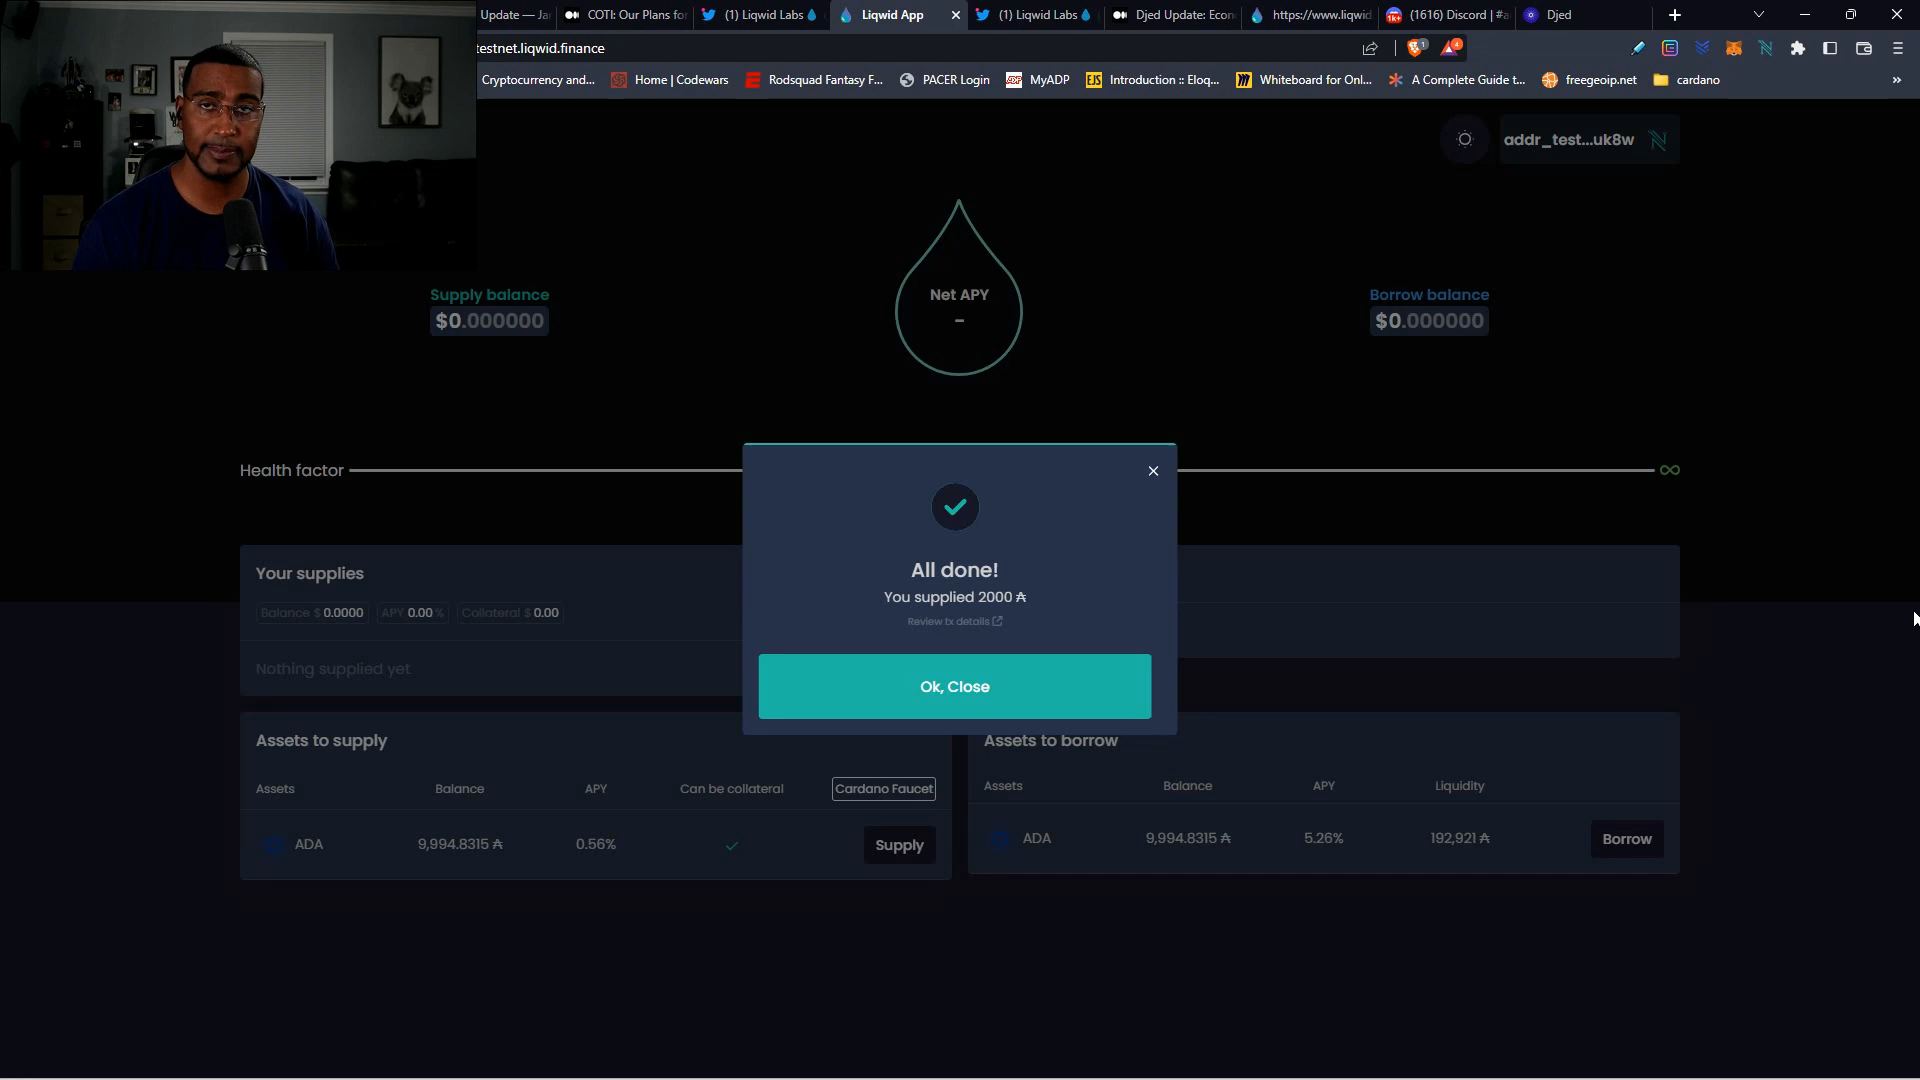 Update — Ja
COTI: Our Plans for
(1) Liqwid Labs
Liqwid App
(1) Liqwid Labs
Djed Update: Econ
https://www.liqwid.
(1616) Discord | #a
Djed
testnet.liqwid.finance
Cryptocurrency and...
Home | Codewars
Rodsquad Fantasy F...
PACER Login
MyADP
Introduction :: Eloq...
Whiteboard for Onl...
A Complete Guide t...
freegeoip.net
cardano
addr_test...uk8w
Net APY
–
Supply balance
$0.000000
Borrow balance
$0.000000
Health factor
∞
All done!
You supplied 2000 ₳
Review tx details
Ok, Close
Your supplies
Balance $ 0.0000
APY 0.00 %
Collateral $ 0.00
Nothing supplied yet
Assets to supply
Assets Balance APY Can be collateral Cardano Faucet
ADA 9,994.8315 ₳ 0.56% Supply
Assets to borrow
Assets Balance APY Liquidity
ADA 9,994.8315 ₳ 5.26% 192,921 ₳ Borrow